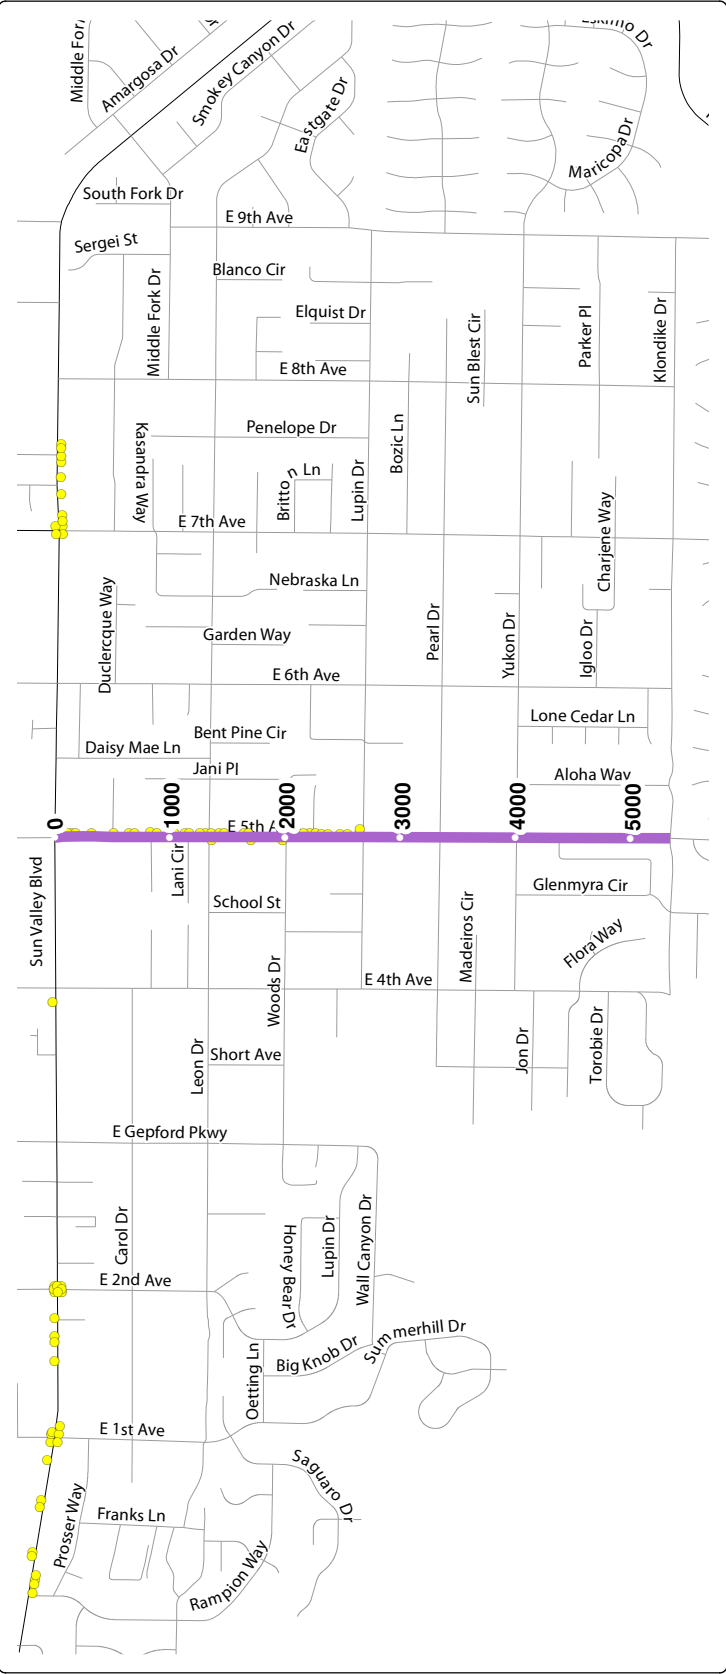 Middle For
Amargosa Dr
Smokey Canyon Dr
Eastgate Dr
Eskimo Dr
Maricopa Dr
South Fork Dr
E 9th Ave
Sergei St
Blanco Cir
Middle Fork Dr
Elquist Dr
Sun Blest Cir
Parker Pl
Klondike Dr
E 8th Ave
Kasandra Way
Penelope Dr
Bozic Ln
Britton Ln
Lupin Dr
E 7th Ave
Charjene Way
Nebraska Ln
Duclercque Way
Garden Way
Pearl Dr
Yukon Dr
Igloo Dr
E 6th Ave
Lone Cedar Ln
Bent Pine Cir
Daisy Mae Ln
Jani Pl
Aloha Way
0
1000
2000
3000
4000
5000
E 5th A
Sun Valley Blvd
Lani Cir
School St
Glenmyra Cir
Madeiros Cir
Flora Way
Woods Dr
E 4th Ave
Leon Dr
Short Ave
Jon Dr
Torobie Dr
E Gepford Pkwy
Carol Dr
Honey Bear Dr
Lupin Dr
Wall Canyon Dr
E 2nd Ave
Summerhill Dr
Big Knob Dr
Oetting Ln
E 1st Ave
Saguaro Dr
Prosser Way
Franks Ln
Rampion Way